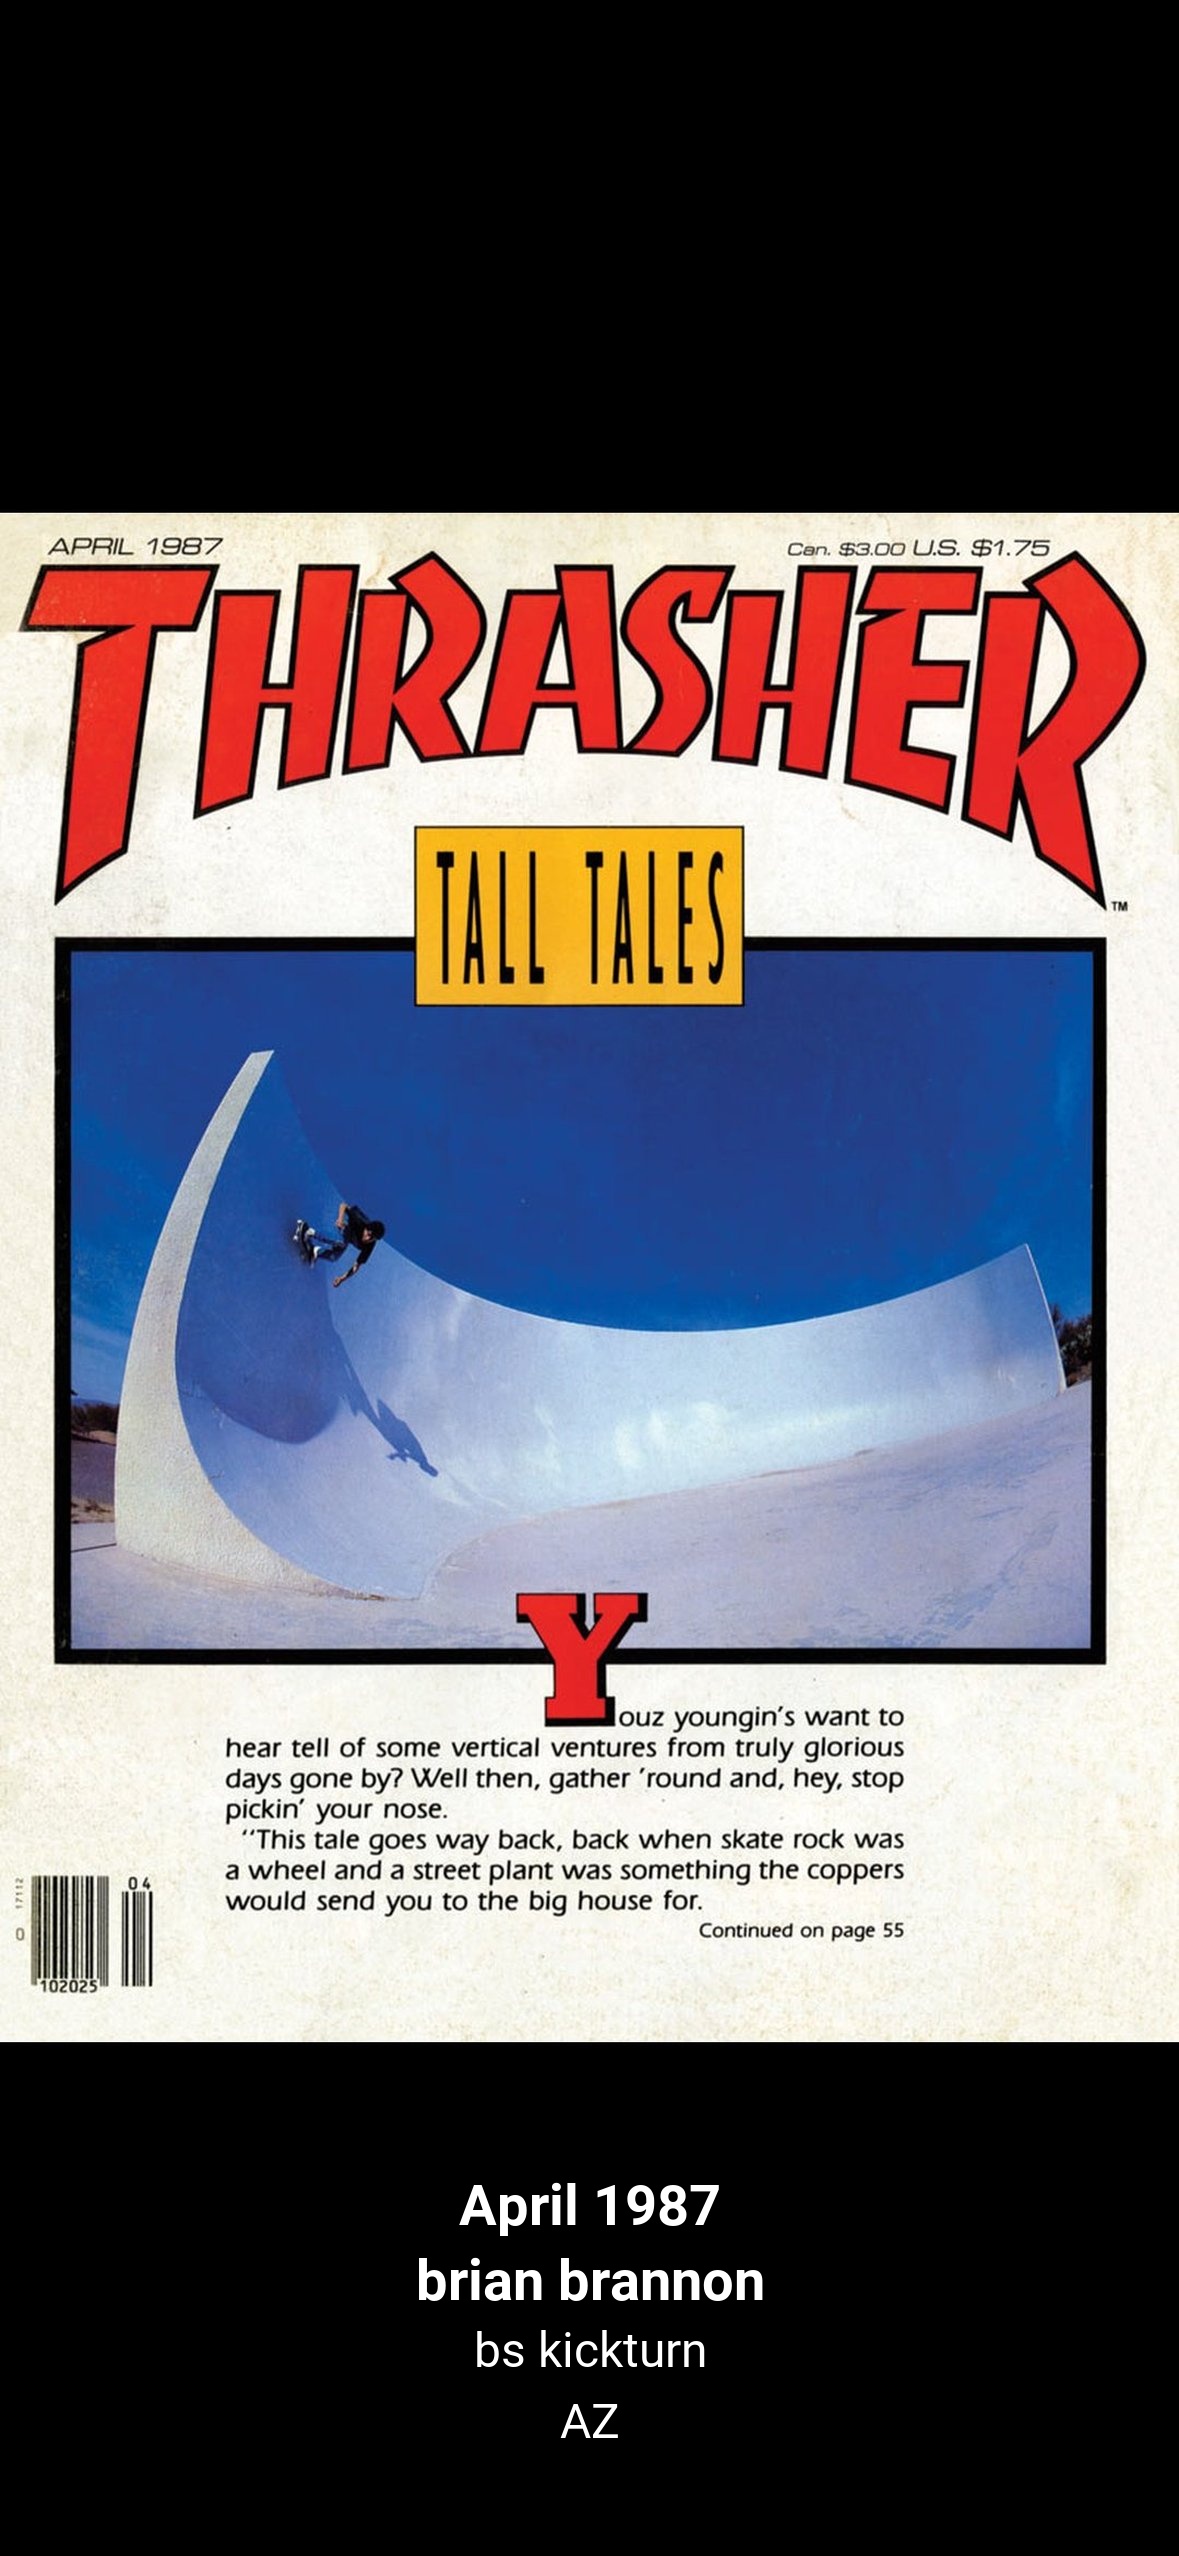 APRIL 1987
Can. $3.00 U.S. $1.75
THRASHER
TM
TALL TALES
Youz youngin's want to
hear tell of some vertical ventures from truly glorious
days gone by? Well then, gather 'round and, hey, stop
pickin' your nose.
"This tale goes way back, back when skate rock was
a wheel and a street plant was something the coppers
would send you to the big house for.
Continued on page 55
04
17112
0
102025
April 1987
brian brannon
bs kickturn
AZ